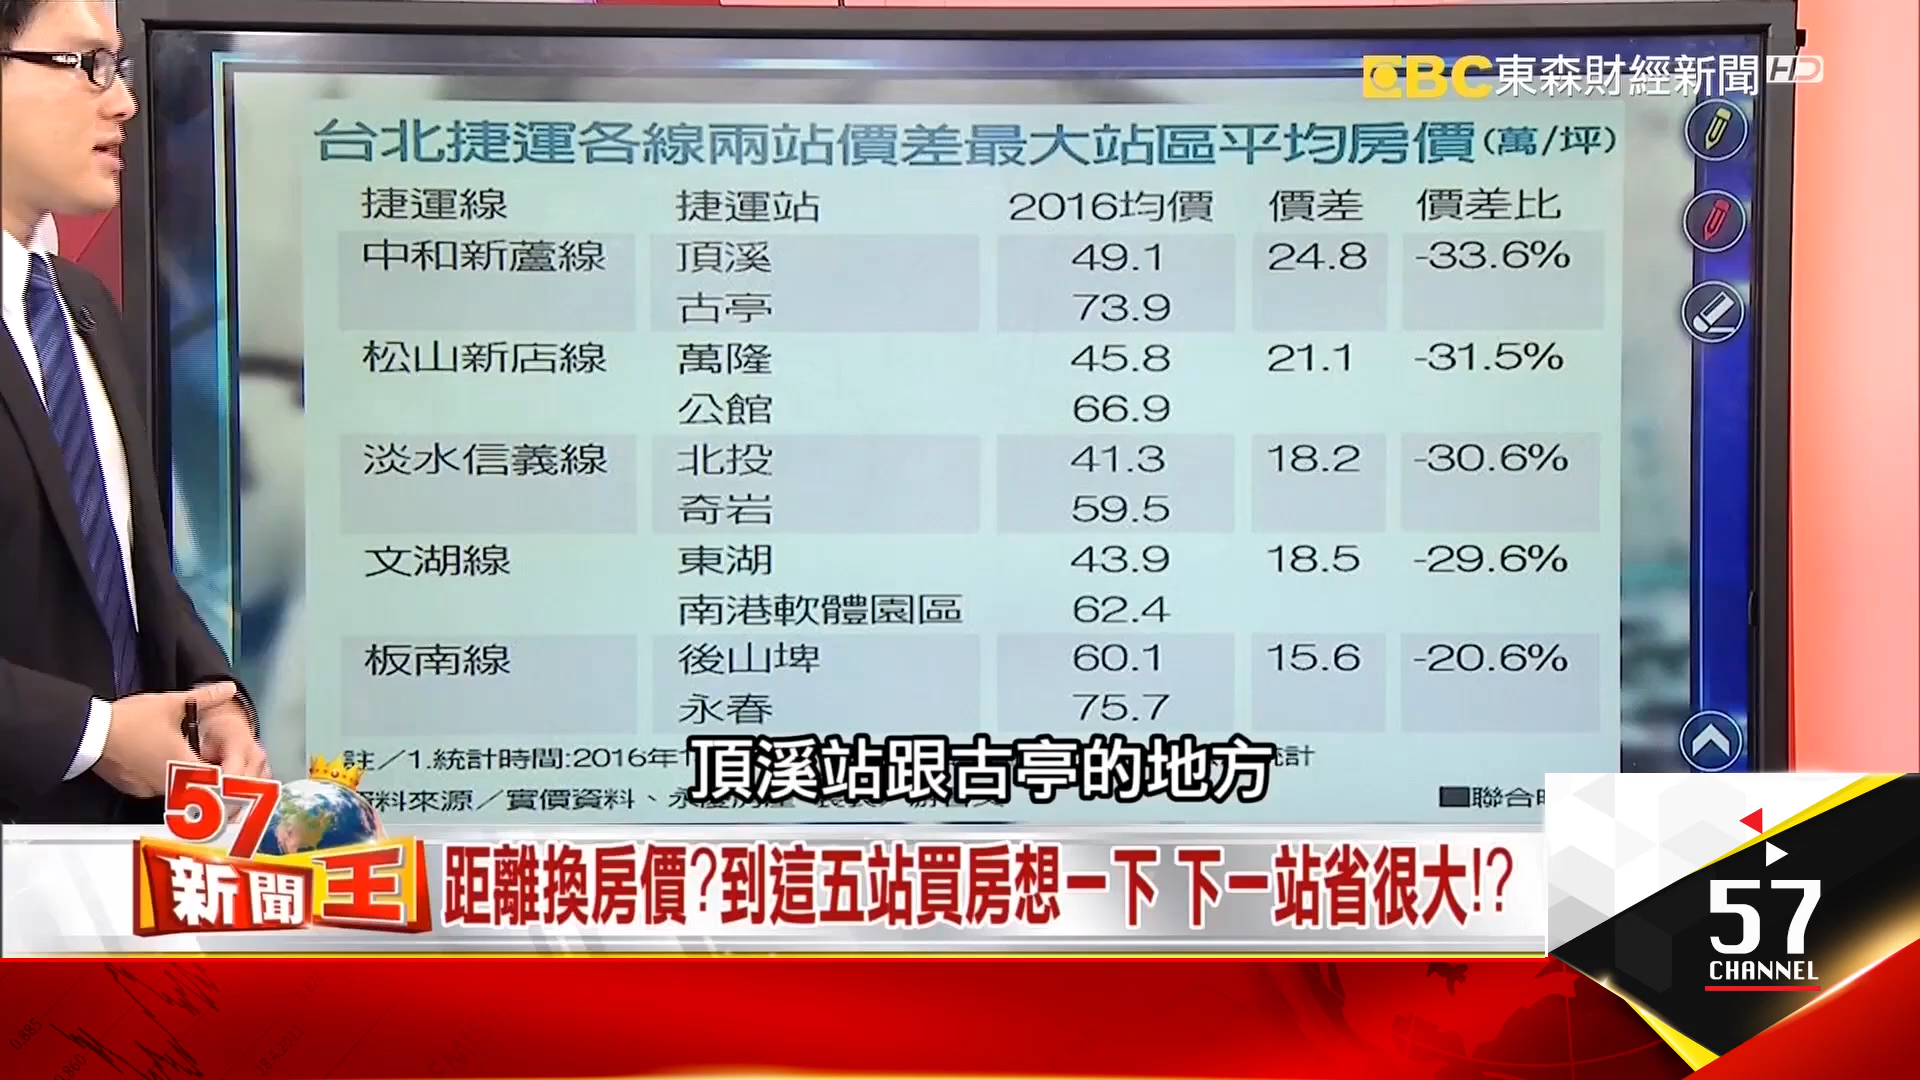 EBC 東森財經新聞 HD
台北捷運各線兩站價差最大站區平均房價(萬/坪)
捷運線 捷運站 2016均價 價差 價差比
中和新蘆線 頂溪 49.1 24.8 -33.6%
古亭 73.9
松山新店線 萬隆 45.8 21.1 -31.5%
公館 66.9
淡水信義線 北投 41.3 18.2 -30.6%
奇岩 59.5
文湖線 東湖 43.9 18.5 -29.6%
南港軟體園區 62.4
板南線 後山埤 60.1 15.6 -20.6%
永春 75.7
註/1.統計時間:2016年 統計
資料來源/實價資料、永慶房產 ■聯合
頂溪站跟古亭的地方
57
新聞王
距離換房價?到這五站買房想一下 下一站省很大!?
57
CHANNEL